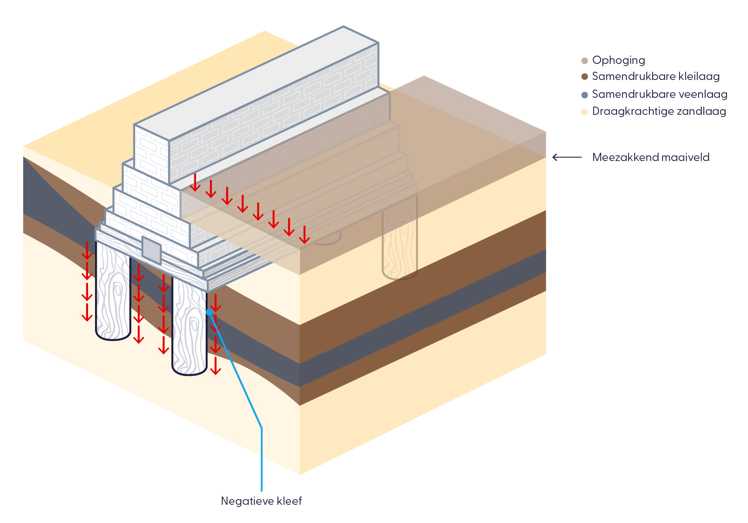 Ophoging
Samendrukbare kleilaag
Samendrukbare veenlaag
Draagkrachtige zandlaag
Meezakkend maaiveld
Negatieve kleef